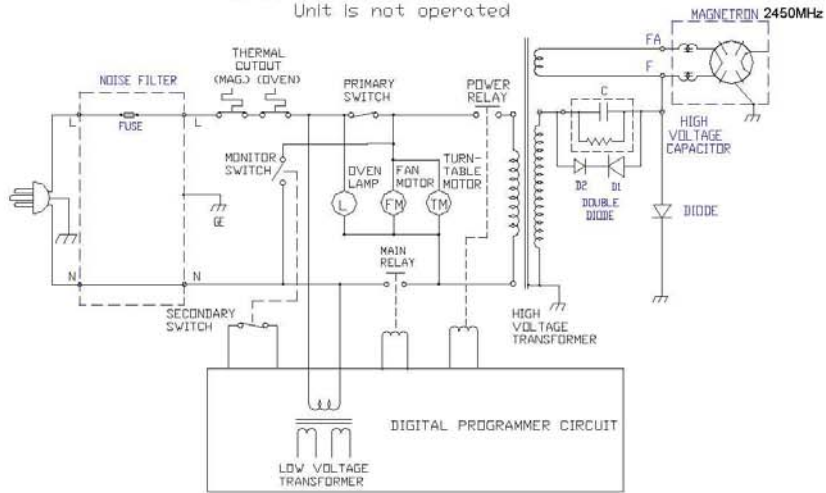 Unit is not operated
MAGNETRON 2450MHz
FA
F
THERMAL
CUTOUT
(MAG.) (OVEN)
NOISE FILTER
PRIMARY
SWITCH
POWER
RELAY
C
L
FUSE
L
HIGH
VOLTAGE
CAPACITOR
MONITOR
SWITCH
OVEN
LAMP
FAN
MOTOR
TURN-
TABLE
MOTOR
D2
D1
DOUBLE
DIODE
L
FM
TM
DIODE
GE
MAIN
RELAY
N
N
SECONDARY
SWITCH
HIGH
VOLTAGE
TRANSFORMER
DIGITAL PROGRAMMER CIRCUIT
LOW VOLTAGE
TRANSFORMER